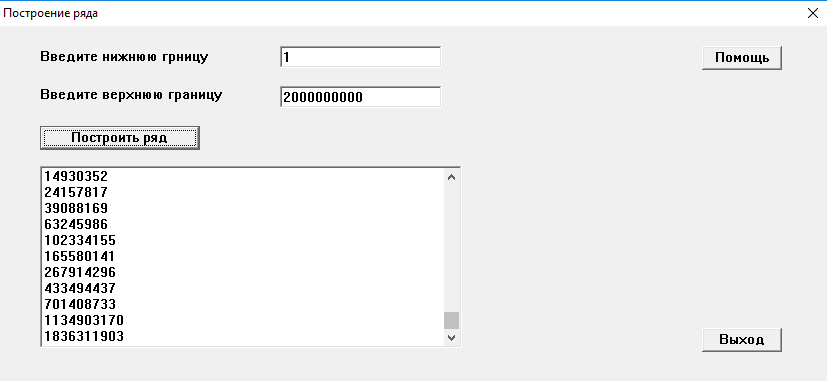 Построение ряда
Введите нижнюю грницу
1
Помощь
Введите верхнюю границу
2000000000
Построить ряд
14930352
24157817
39088169
63245986
102334155
165580141
267914296
433494437
701408733
1134903170
1836311903
Выход